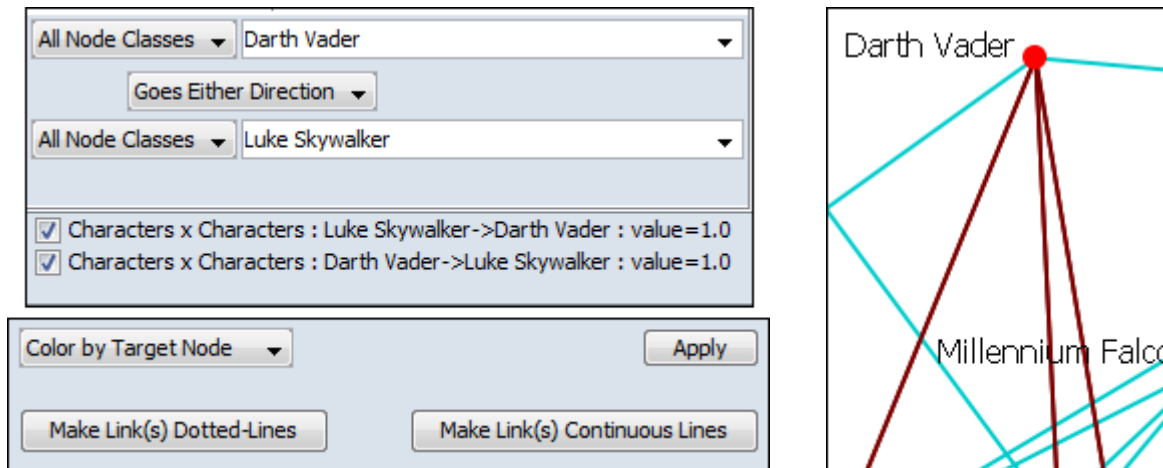 All Node Classes Darth Vader
Goes Either Direction
All Node Classes Luke Skywalker
Characters x Characters : Luke Skywalker->Darth Vader : value=1.0
Characters x Characters : Darth Vader->Luke Skywalker : value=1.0
Color by Target Node Apply
Make Link(s) Dotted-Lines Make Link(s) Continuous Lines
Darth Vader
Millennium Falco